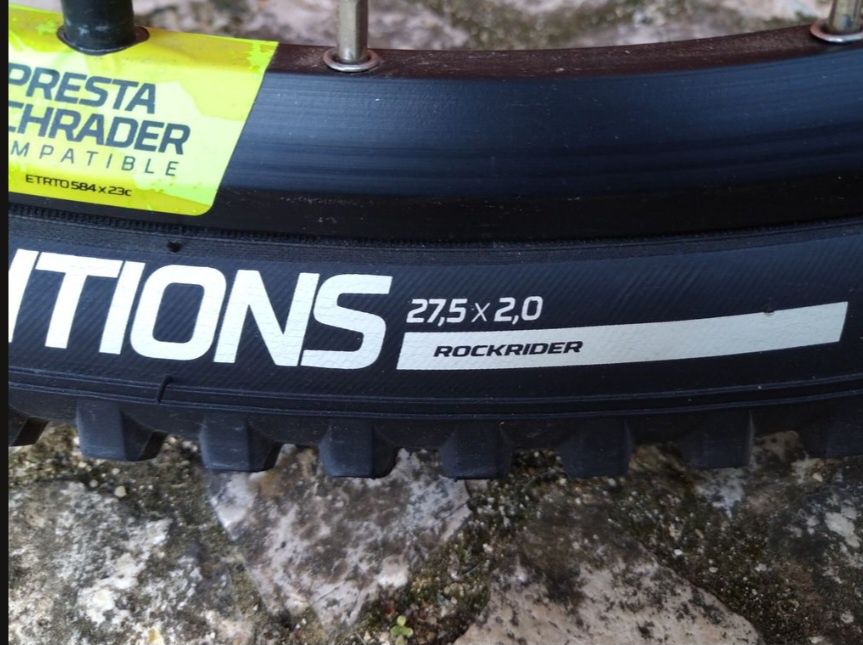 PRESTA
CHRADER
MPATIBLE
ETRTO 584 x 23c
ITIONS
27,5 x 2,0
ROCKRIDER